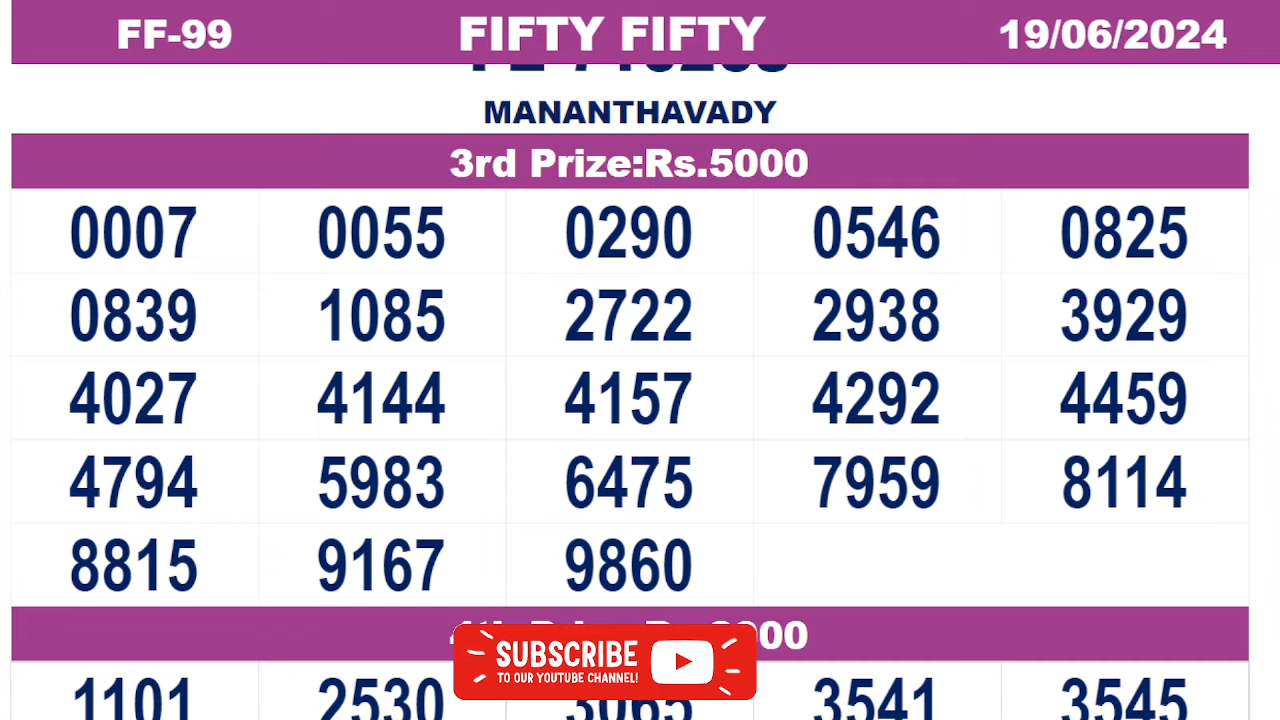 FF-99 FIFTY FIFTY 19/06/2024
MANANTHAVADY
3rd Prize:Rs.5000
0007 0055 0290 0546 0825
0839 1085 2722 2938 3929
4027 4144 4157 4292 4459
4794 5983 6475 7959 8114
8815 9167 9860
SUBSCRIBE
TO OUR YOUTUBE CHANNEL!
1101 2530 3065 3541 3545